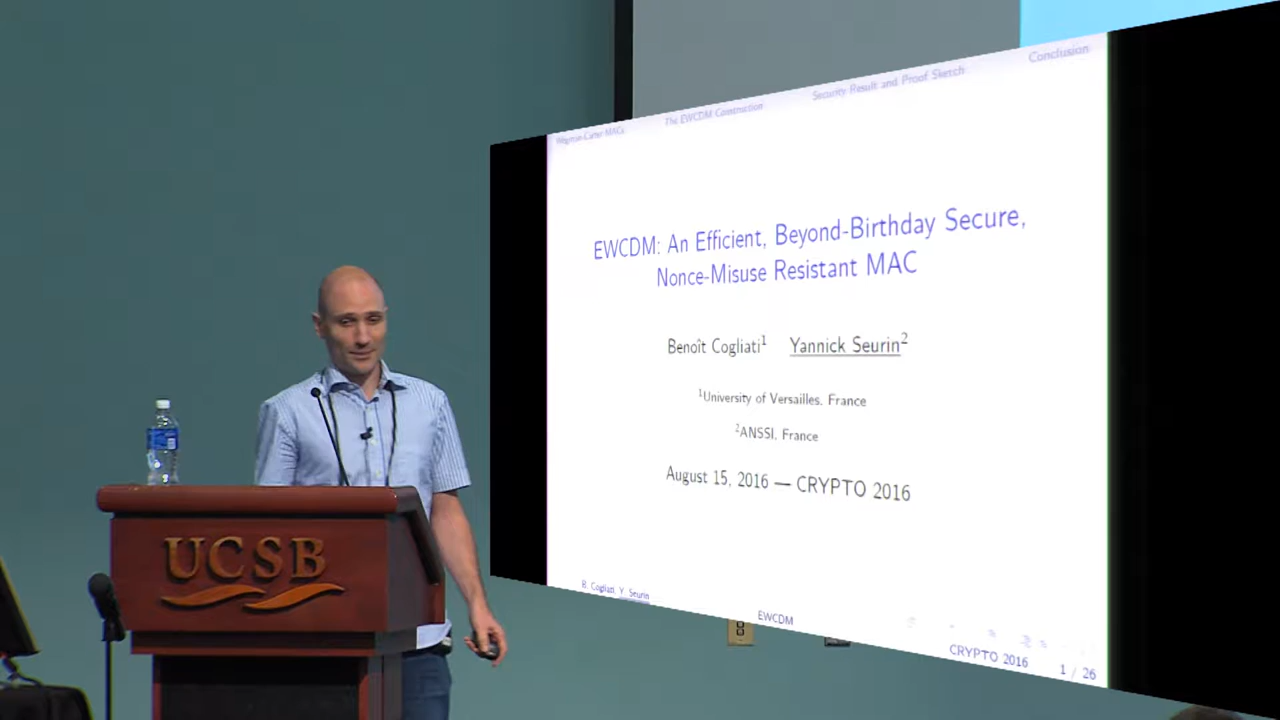 Wegman-Carter MACs The EWCDM Construction Security Result and Proof Sketch Conclusion
EWCDM: An Efficient, Beyond-Birthday Secure,
Nonce-Misuse Resistant MAC
Benoît Cogliati¹ Yannick Seurin²
¹University of Versailles, France
²ANSSI, France
August 15, 2016 — CRYPTO 2016
B. Cogliati, Y. Seurin EWCDM CRYPTO 2016 1 / 26
UCSB